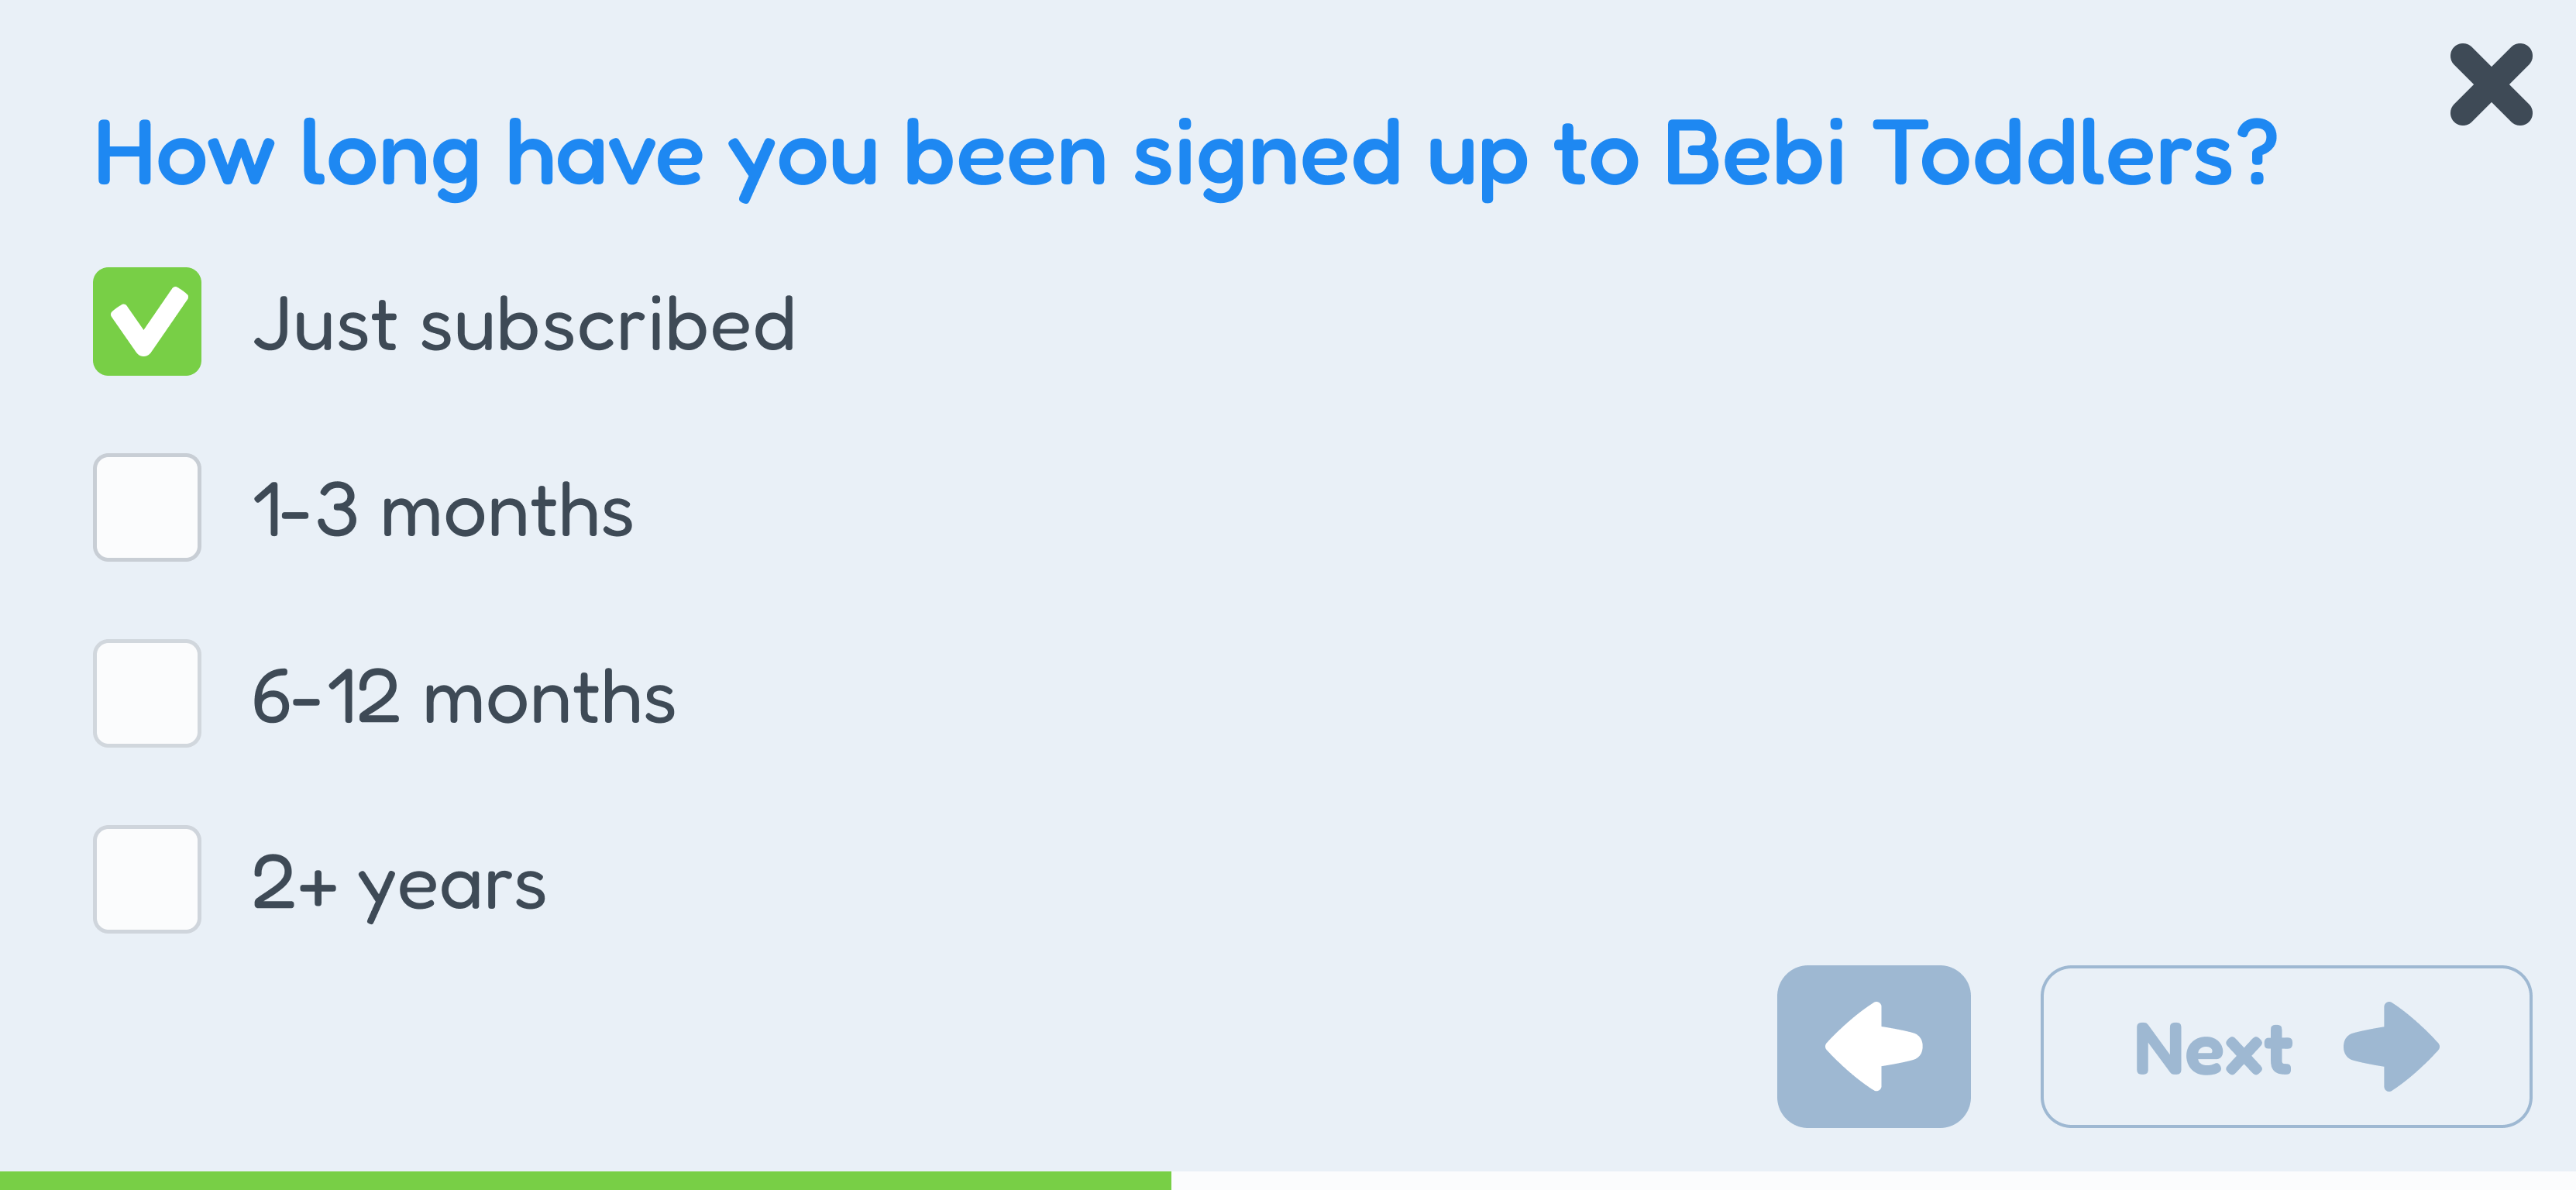 How long have you been signed up to Bebi Toddlers?
Just subscribed
1-3 months
6-12 months
2+ years
Next